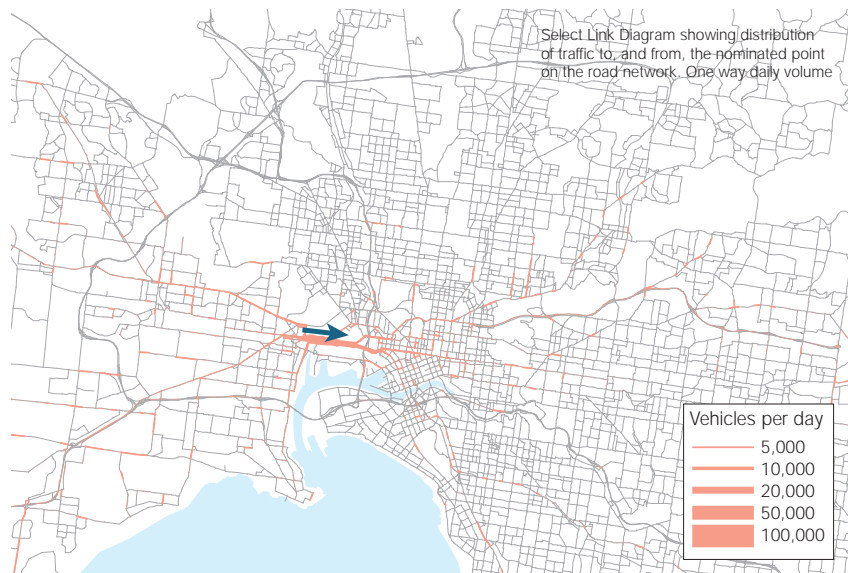 Select Link Diagram showing distribution
of traffic to, and from, the nominated point
on the road network. One way daily volume
Vehicles per day
5,000
10,000
20,000
50,000
100,000